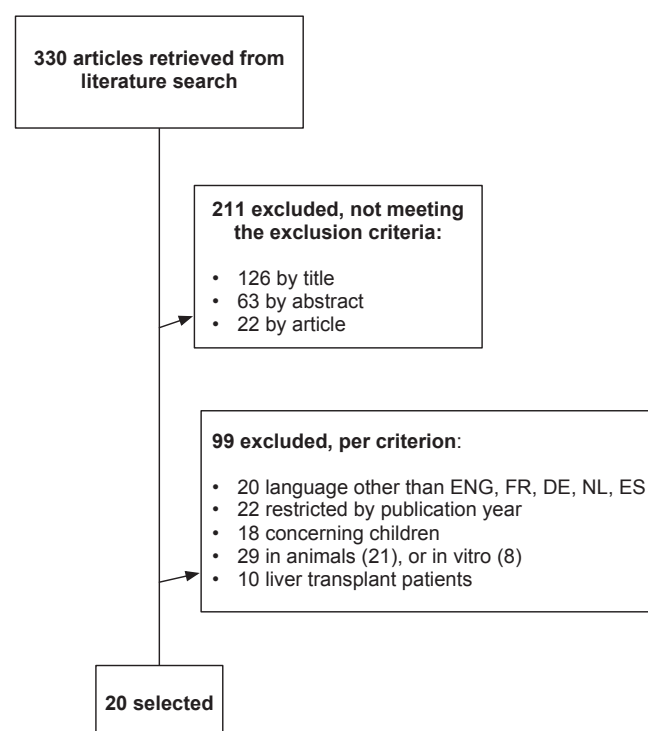 330 articles retrieved from
literature search
211 excluded, not meeting
the exclusion criteria:
• 126 by title
• 63 by abstract
• 22 by article
99 excluded, per criterion:
• 20 language other than ENG, FR, DE, NL, ES
• 22 restricted by publication year
• 18 concerning children
• 29 in animals (21), or in vitro (8)
• 10 liver transplant patients
20 selected